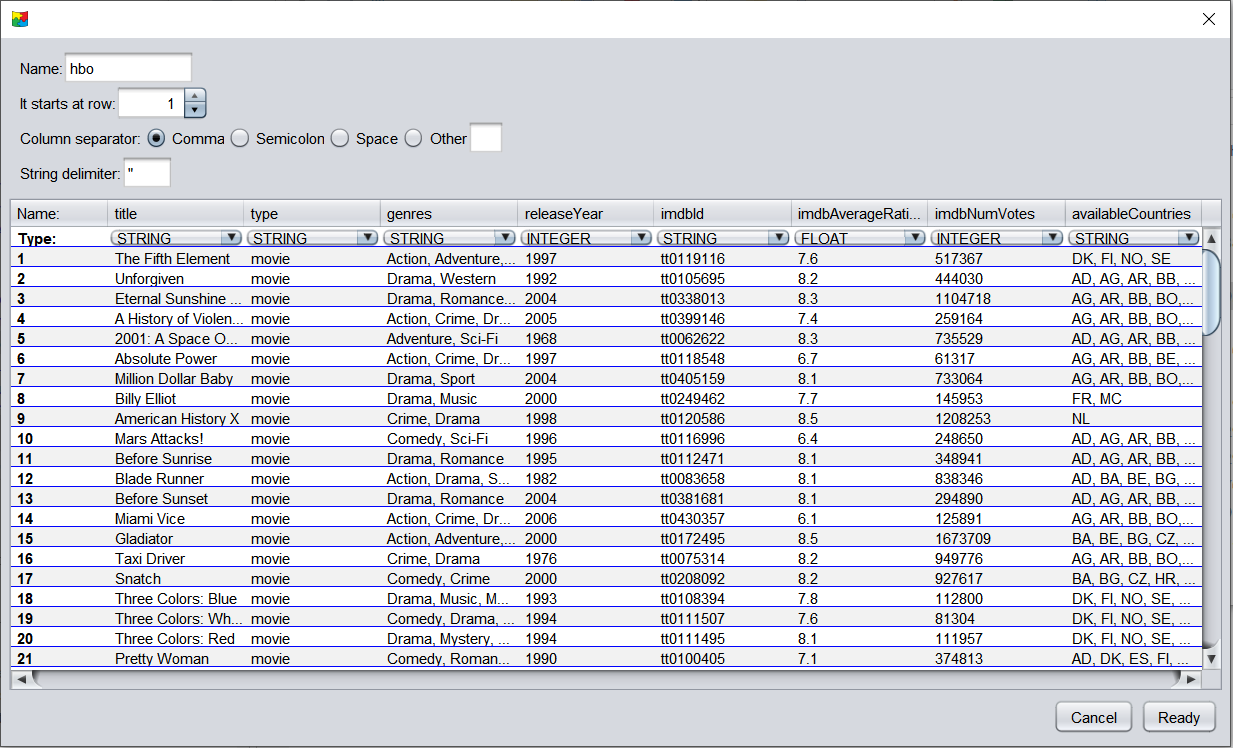 Name: hbo
It starts at row: 1
Column separator: Comma Semicolon Space Other
String delimiter: "
Name: title type genres releaseYear imdbId imdbAverageRati... imdbNumVotes availableCountries
Type: STRING STRING STRING INTEGER STRING FLOAT INTEGER STRING
1 The Fifth Element movie Action, Adventure,... 1997 tt0119116 7.6 517367 DK, FI, NO, SE
2 Unforgiven movie Drama, Western 1992 tt0105695 8.2 444030 AD, AG, AR, BB, ...
3 Eternal Sunshine ... movie Drama, Romance... 2004 tt0338013 8.3 1104718 AG, AR, BB, BO,...
4 A History of Violen... movie Action, Crime, Dr... 2005 tt0399146 7.4 259164 AG, AR, BB, BO,...
5 2001: A Space O... movie Adventure, Sci-Fi 1968 tt0062622 8.3 735529 AD, AG, AR, BB, ...
6 Absolute Power movie Action, Crime, Dr... 1997 tt0118548 6.7 61317 AG, AR, BB, BE, ...
7 Million Dollar Baby movie Drama, Sport 2004 tt0405159 8.1 733064 AG, AR, BB, BO,...
8 Billy Elliot movie Drama, Music 2000 tt0249462 7.7 145953 FR, MC
9 American History X movie Crime, Drama 1998 tt0120586 8.5 1208253 NL
10 Mars Attacks! movie Comedy, Sci-Fi 1996 tt0116996 6.4 248650 AD, AG, AR, BB, ...
11 Before Sunrise movie Drama, Romance 1995 tt0112471 8.1 348941 AD, AG, AR, BB, ...
12 Blade Runner movie Action, Drama, S... 1982 tt0083658 8.1 838346 AD, BA, BE, BG, ...
13 Before Sunset movie Drama, Romance 2004 tt0381681 8.1 294890 AD, AG, AR, BB, ...
14 Miami Vice movie Action, Crime, Dr... 2006 tt0430357 6.1 125891 AG, AR, BB, BO,...
15 Gladiator movie Action, Adventure,... 2000 tt0172495 8.5 1673709 BA, BE, BG, CZ, ...
16 Taxi Driver movie Crime, Drama 1976 tt0075314 8.2 949776 AG, AR, BB, BO,...
17 Snatch movie Comedy, Crime 2000 tt0208092 8.2 927617 BA, BG, CZ, HR, ...
18 Three Colors: Blue movie Drama, Music, M... 1993 tt0108394 7.8 112800 DK, FI, NO, SE, ...
19 Three Colors: Wh... movie Comedy, Drama, ... 1994 tt0111507 7.6 81304 DK, FI, NO, SE, ...
20 Three Colors: Red movie Drama, Mystery, ... 1994 tt0111495 8.1 111957 DK, FI, NO, SE, ...
21 Pretty Woman movie Comedy, Roman... 1990 tt0100405 7.1 374813 AD, DK, ES, FI, ...
Cancel Ready